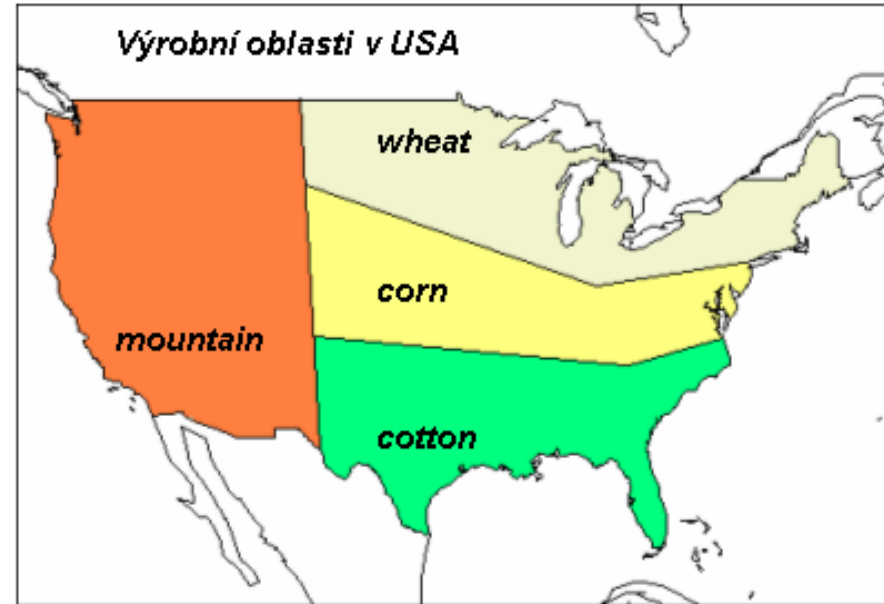 Výrobní oblasti v USA
wheat
corn
mountain
cotton